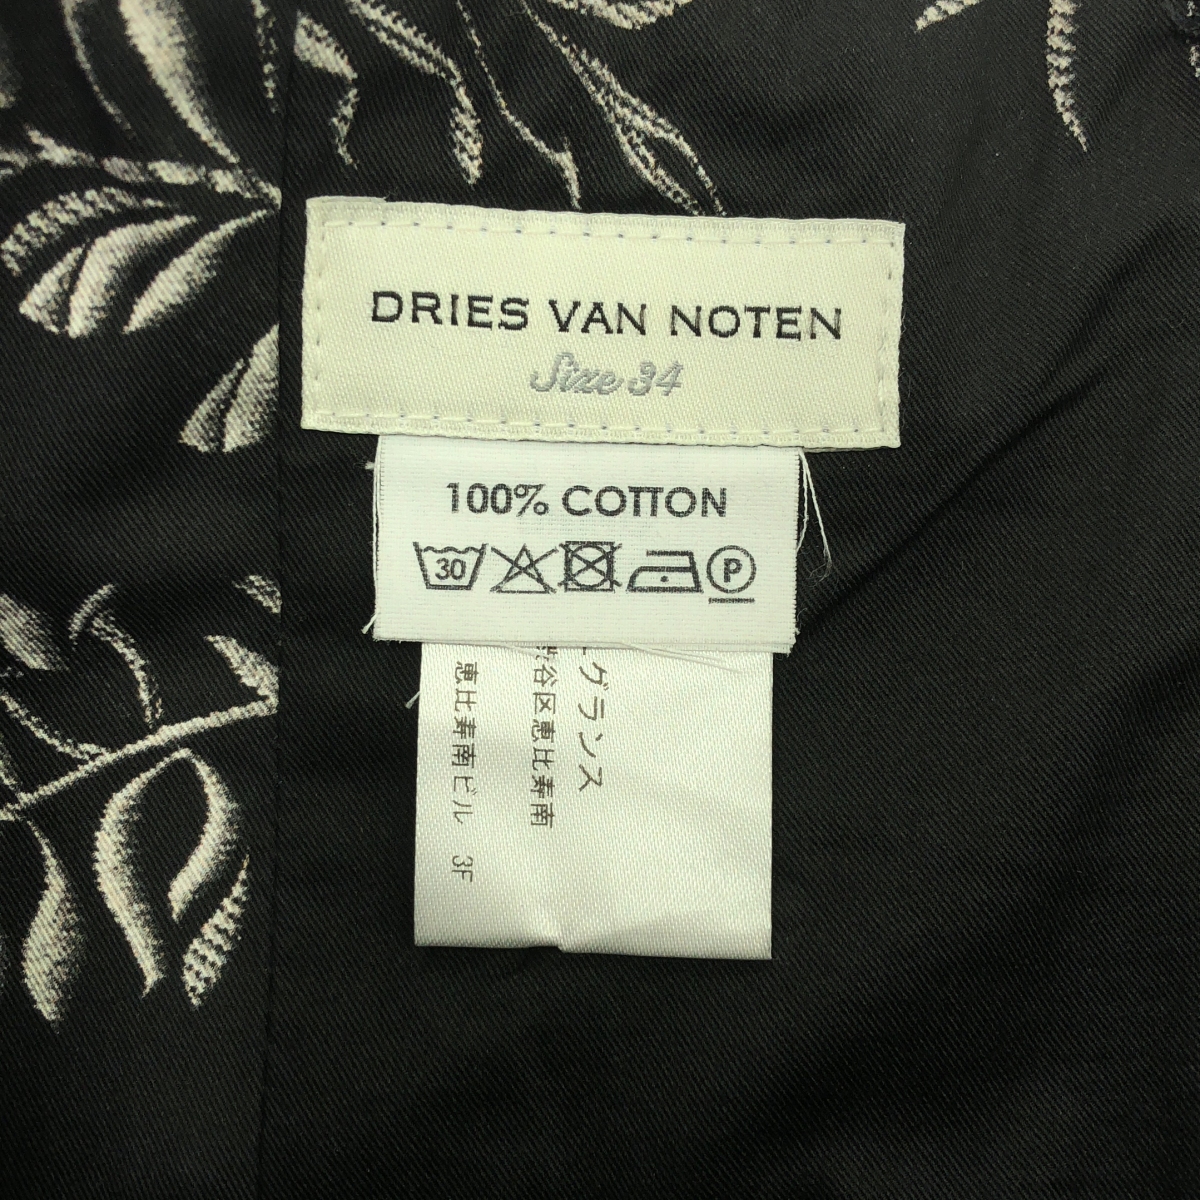 DRIES VAN NOTEN
Size 34
100% COTTON
30 P
グランス
谷区恵比寿南
恵比寿南ビル 3F